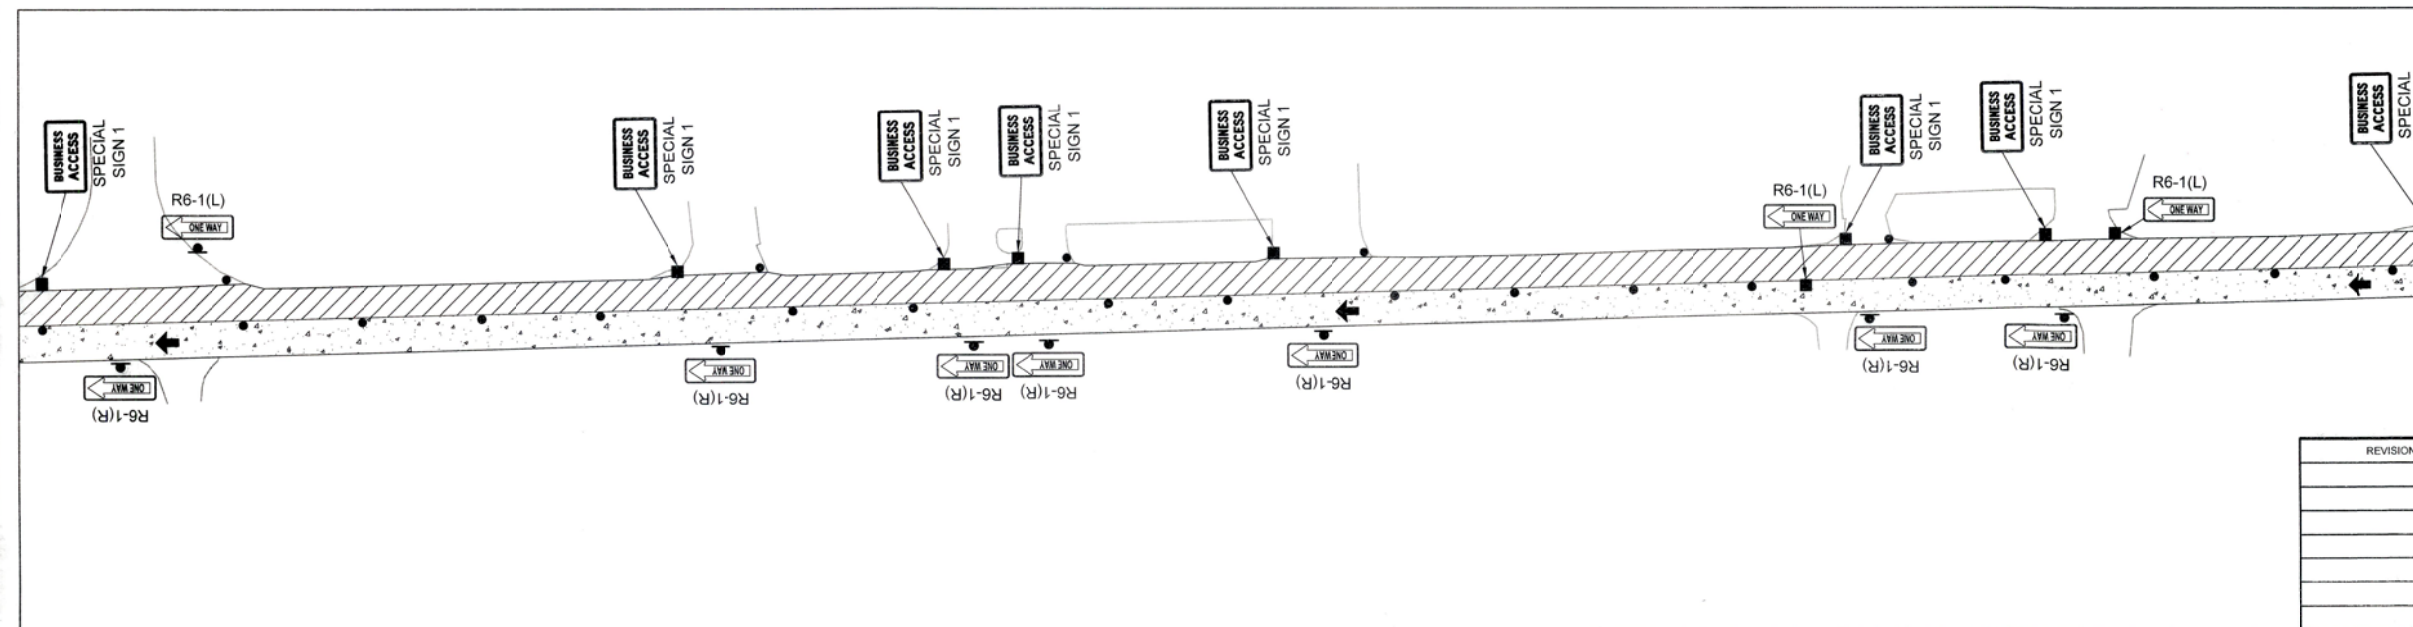 BUSINESS
ACCESS
SPECIAL
SIGN 1
R6-1(L)
ONE WAY
BUSINESS
ACCESS
SPECIAL
SIGN 1
BUSINESS
ACCESS
SPECIAL
SIGN 1
BUSINESS
ACCESS
SPECIAL
SIGN 1
BUSINESS
ACCESS
SPECIAL
SIGN 1
R6-1(L)
ONE WAY
BUSINESS
ACCESS
SPECIAL
SIGN 1
BUSINESS
ACCESS
SPECIAL
SIGN 1
R6-1(L)
ONE WAY
BUSINESS
ACCESS
SPECIAL
ONE WAY
R6-1(R)
ONE WAY
R6-1(R)
ONE WAY
R6-1(R)
ONE WAY
R6-1(R)
ONE WAY
R6-1(R)
ONE WAY
R6-1(R)
ONE WAY
R6-1(R)
REVISION